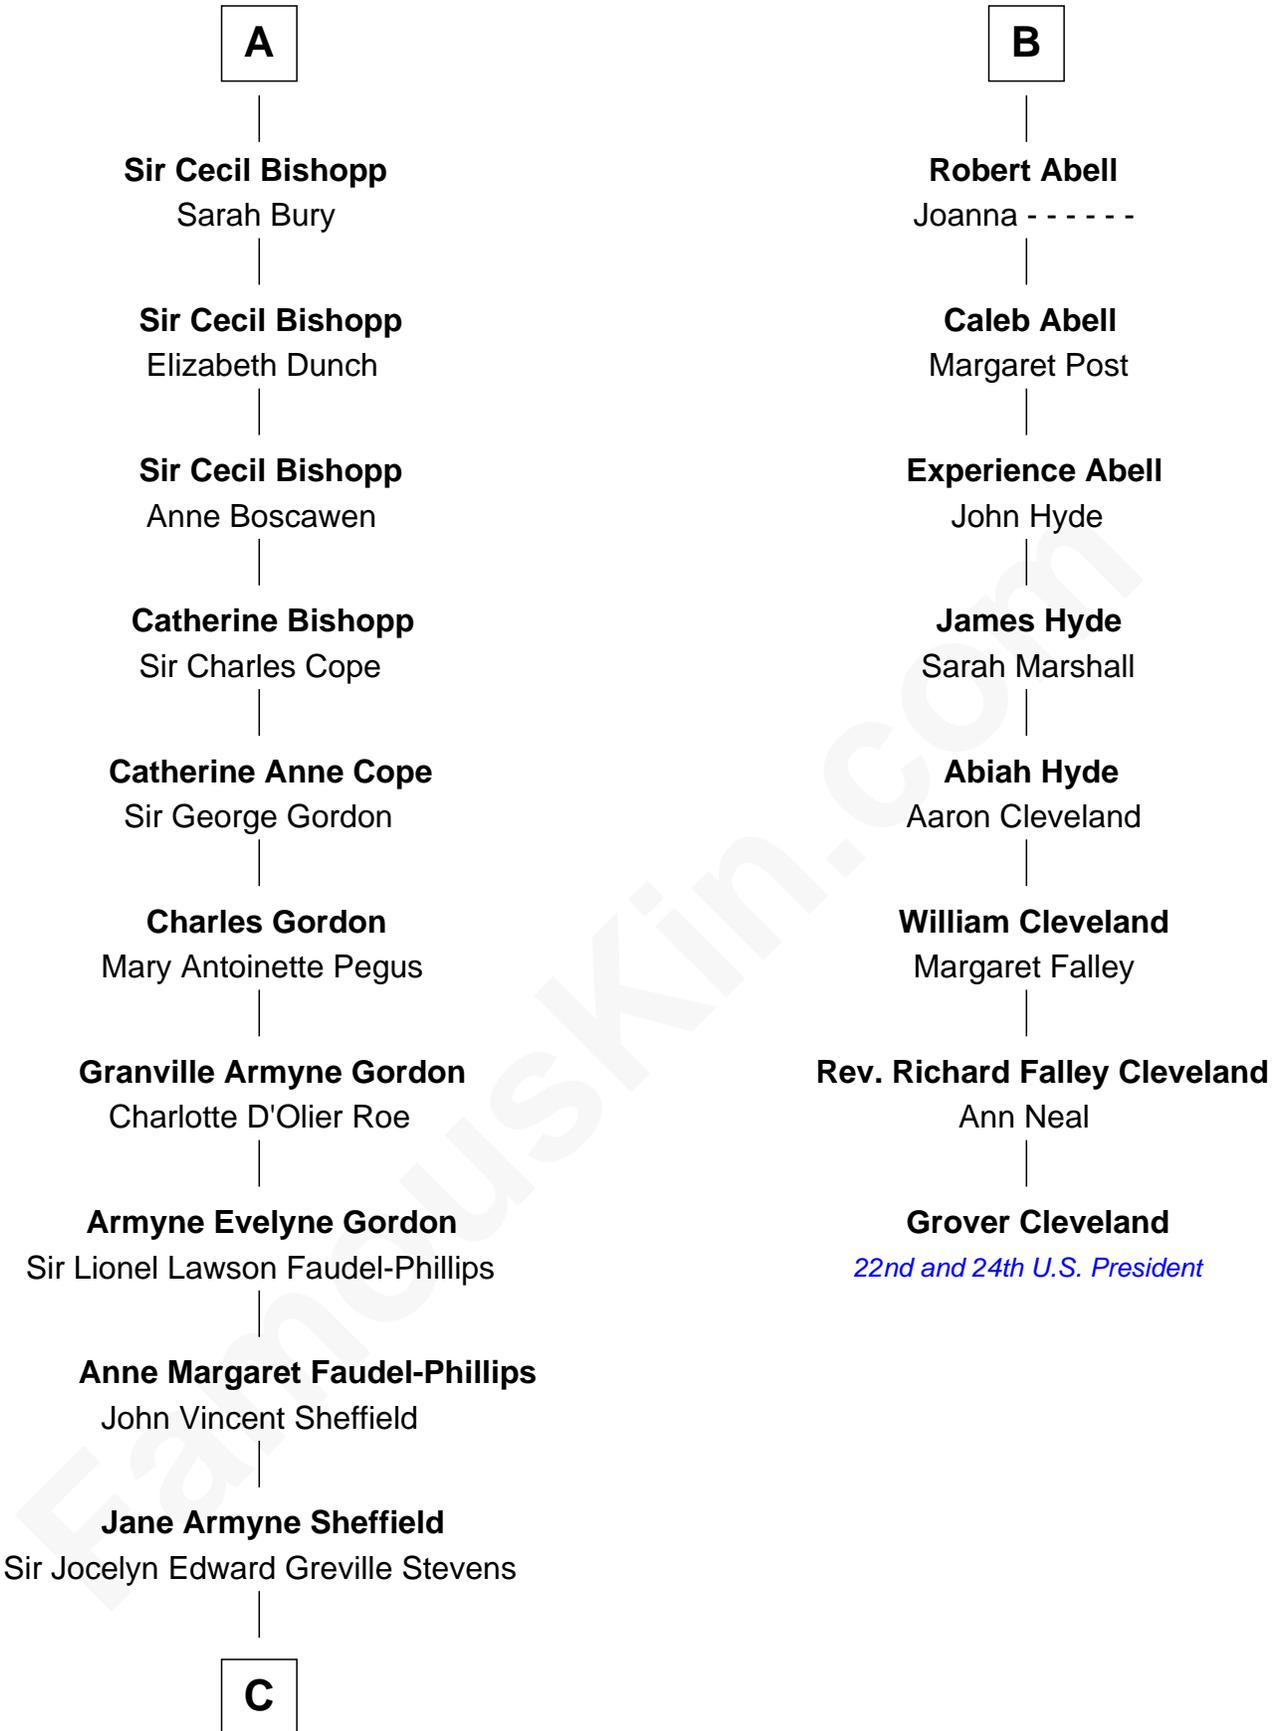 A
Sir Cecil Bishopp
Sarah Bury
Sir Cecil Bishopp
Elizabeth Dunch
Sir Cecil Bishopp
Anne Boscawen
Catherine Bishopp
Sir Charles Cope
Catherine Anne Cope
Sir George Gordon
Charles Gordon
Mary Antoinette Pegus
Granville Armyne Gordon
Charlotte D'Olier Roe
Armyne Evelyne Gordon
Sir Lionel Lawson Faudel-Phillips
Anne Margaret Faudel-Phillips
John Vincent Sheffield
Jane Armyne Sheffield
Sir Jocelyn Edward Greville Stevens
C
B
Robert Abell
Joanna - - - - - -
Caleb Abell
Margaret Post
Experience Abell
John Hyde
James Hyde
Sarah Marshall
Abiah Hyde
Aaron Cleveland
William Cleveland
Margaret Falley
Rev. Richard Falley Cleveland
Ann Neal
Grover Cleveland
22nd and 24th U.S. President
FamousKin.com